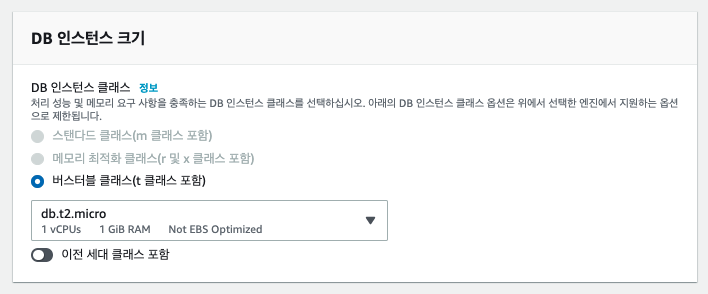 DB 인스턴스 크기
DB 인스턴스 클래스 정보
처리 성능 및 메모리 요구 사항을 충족하는 DB 인스턴스 클래스를 선택하십시오. 아래의 DB 인스턴스 클래스 옵션은 위에서 선택한 엔진에서 지원하는 옵션
으로 제한됩니다.
스탠다드 클래스(m 클래스 포함)
메모리 최적화 클래스(r 및 x 클래스 포함)
버스터블 클래스(t 클래스 포함)
db.t2.micro
1 vCPUs 1 GiB RAM Not EBS Optimized
이전 세대 클래스 포함